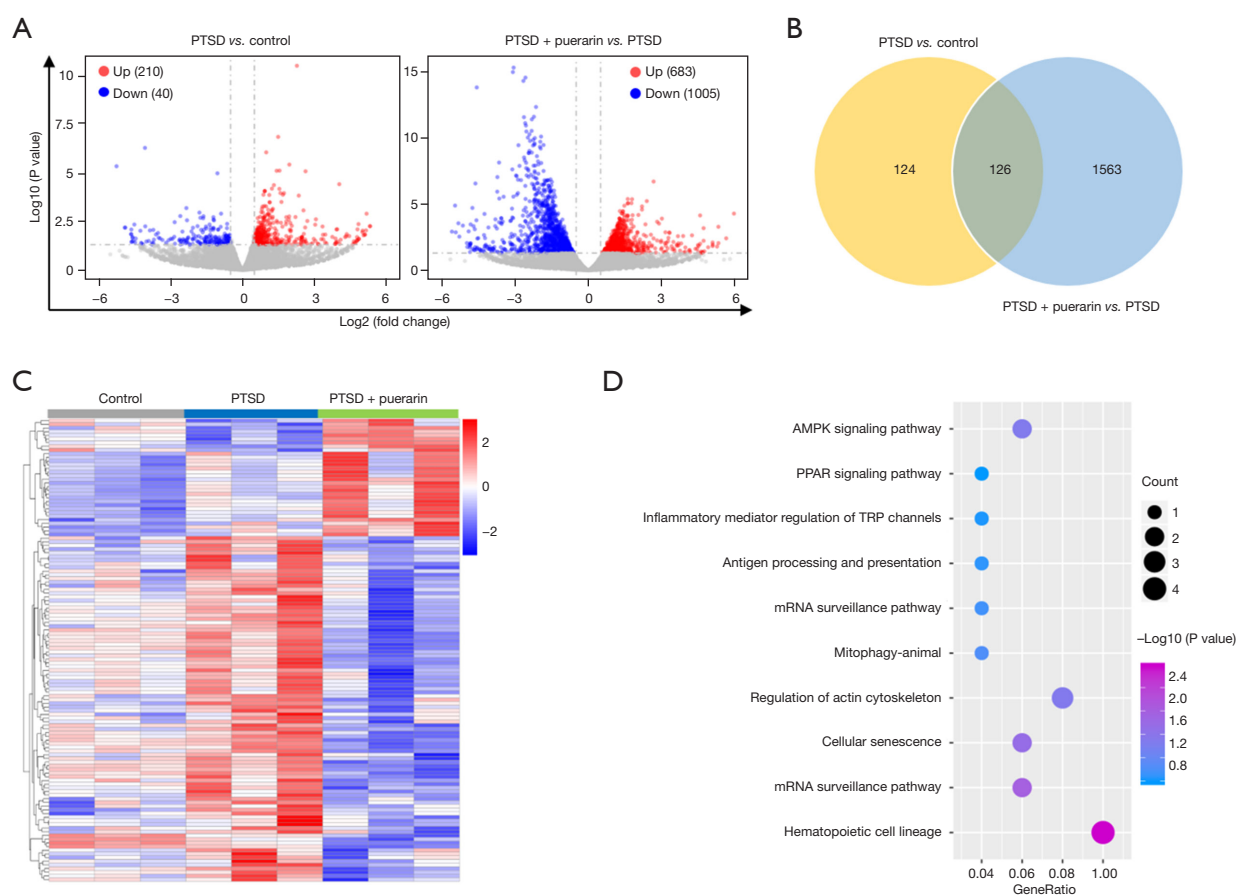 A
PTSD vs. control
PTSD + puerarin vs. PTSD
Up (210)
Down (40)
Up (683)
Down (1005)
Log10 (P value)
10
7.5
5
2.5
0
15
10
5
0
−6
−3
0
3
6
−6
−3
0
3
6
Log2 (fold change)
B
PTSD vs. control
124
126
1563
PTSD + puerarin vs. PTSD
C
Control
PTSD
PTSD + puerarin
2
0
−2
D
AMPK signaling pathway
PPAR signaling pathway
Inflammatory mediator regulation of TRP channels
Antigen processing and presentation
mRNA surveillance pathway
Mitophagy-animal
Regulation of actin cytoskeleton
Cellular senescence
mRNA surveillance pathway
Hematopoietic cell lineage
0.04
0.06
0.08
1.00
GeneRatio
Count
1
2
3
4
−Log10 (P value)
2.4
2.0
1.6
1.2
0.8